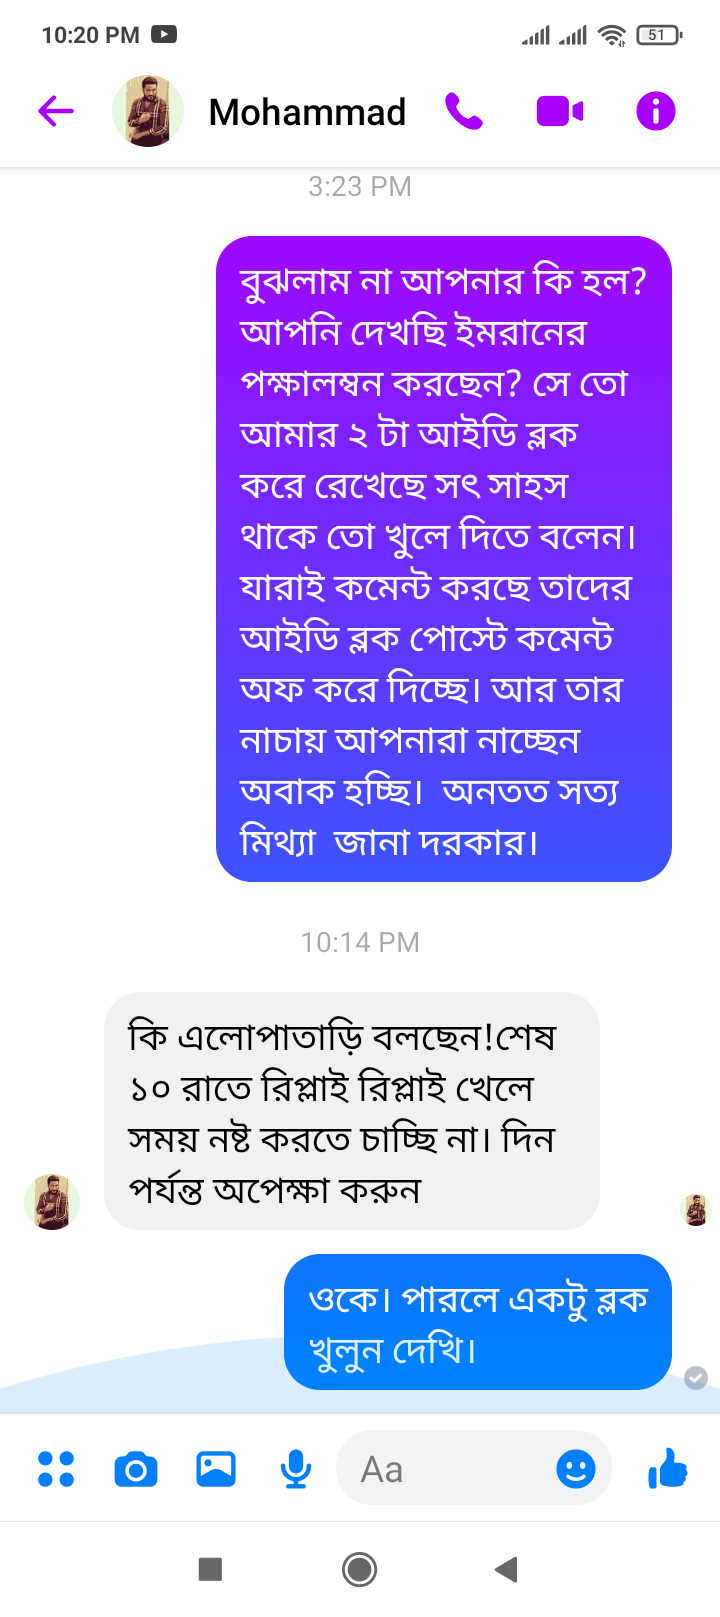 10:20 PM
51
Mohammad
3:23 PM
বুঝলাম না আপনার কি হল?
আপনি দেখছি ইমরানের
পক্ষালম্বন করছেন? সে তো
আমার ২ টা আইডি ব্লক
করে রেখেছে সৎ সাহস
থাকে তো খুলে দিতে বলেন।
যারাই কমেন্ট করছে তাদের
আইডি ব্লক পোস্টে কমেন্ট
অফ করে দিচ্ছে। আর তার
নাচায় আপনারা নাচ্ছেন
অবাক হচ্ছি। অনতত সত্য
মিথ্যা জানা দরকার।
10:14 PM
কি এলোপাতাড়ি বলছেন!শেষ
১০ রাতে রিপ্লাই রিপ্লাই খেলে
সময় নষ্ট করতে চাচ্ছি না। দিন
পর্যন্ত অপেক্ষা করুন
ওকে। পারলে একটু ব্লক
খুলুন দেখি।
Aa